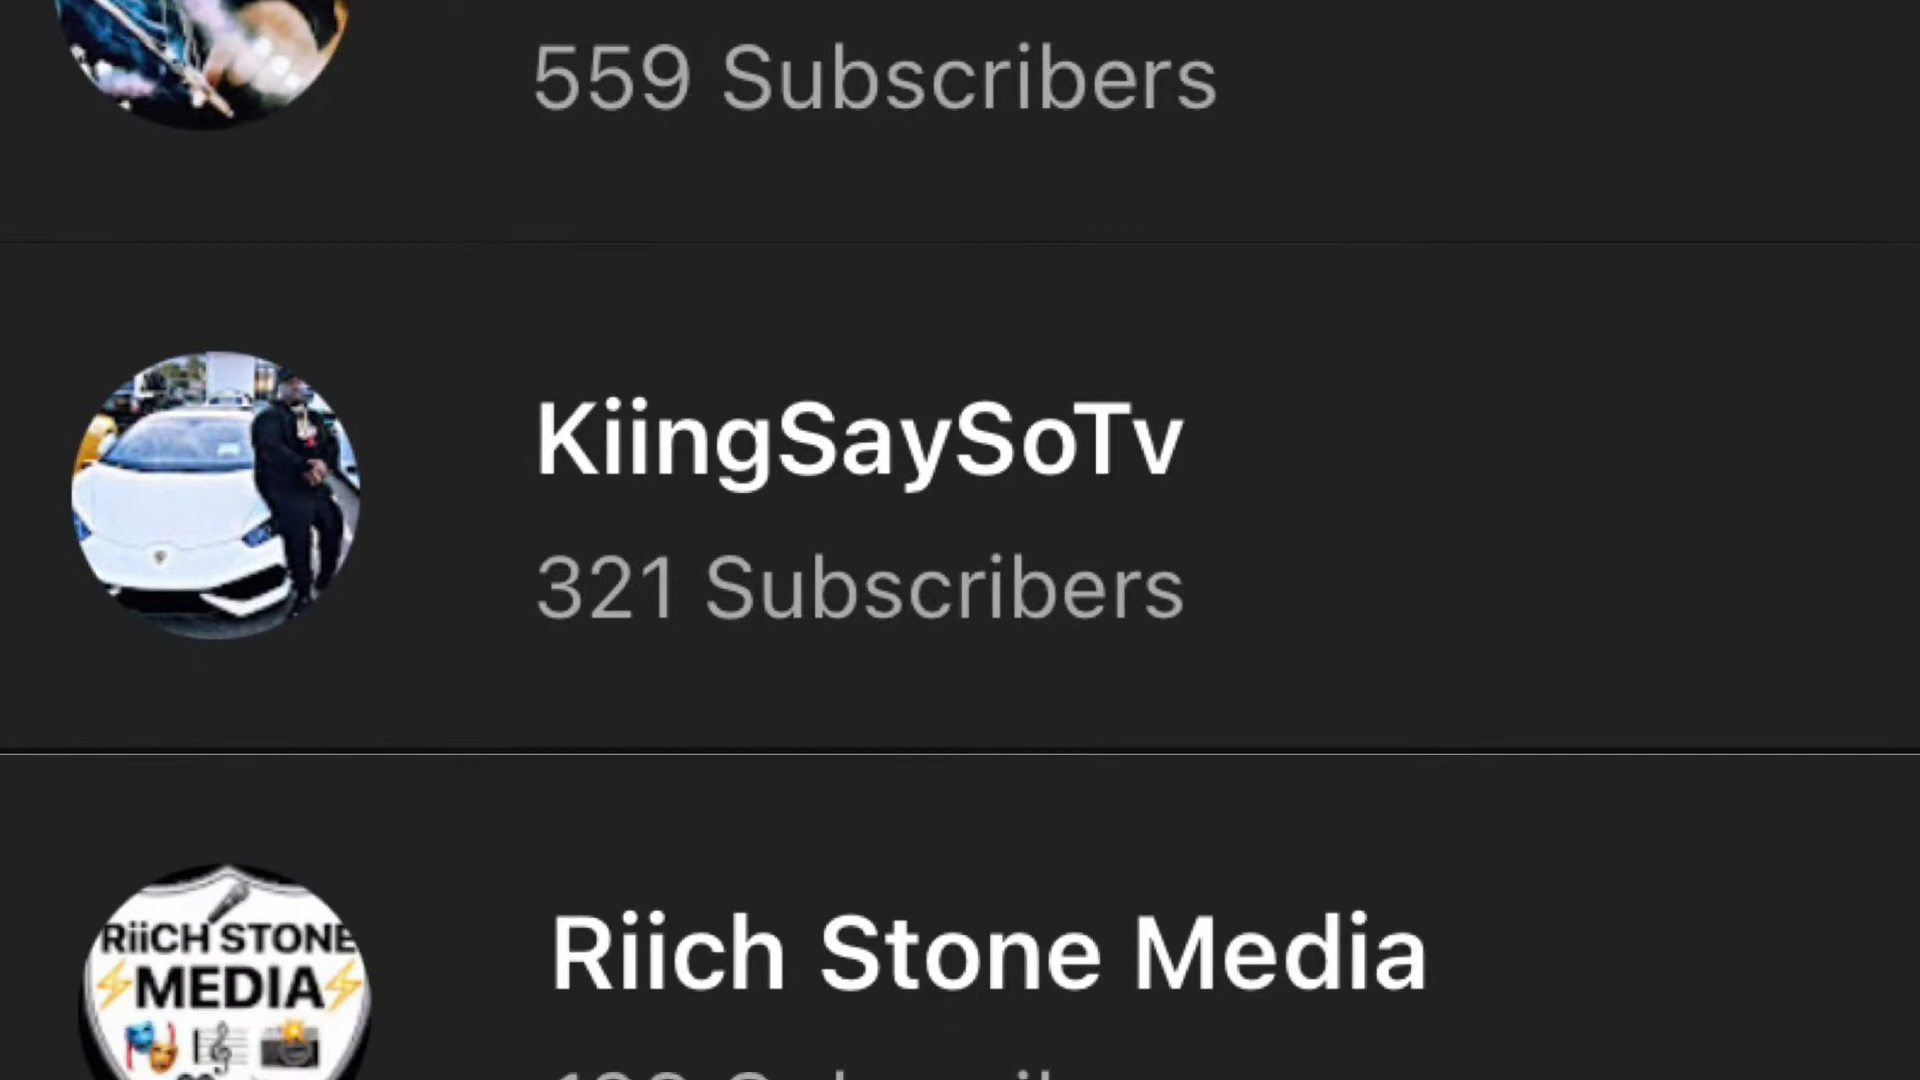 559 Subscribers
KiingSaySoTv
321 Subscribers
RiiCH STONE
MEDIA
Riich Stone Media